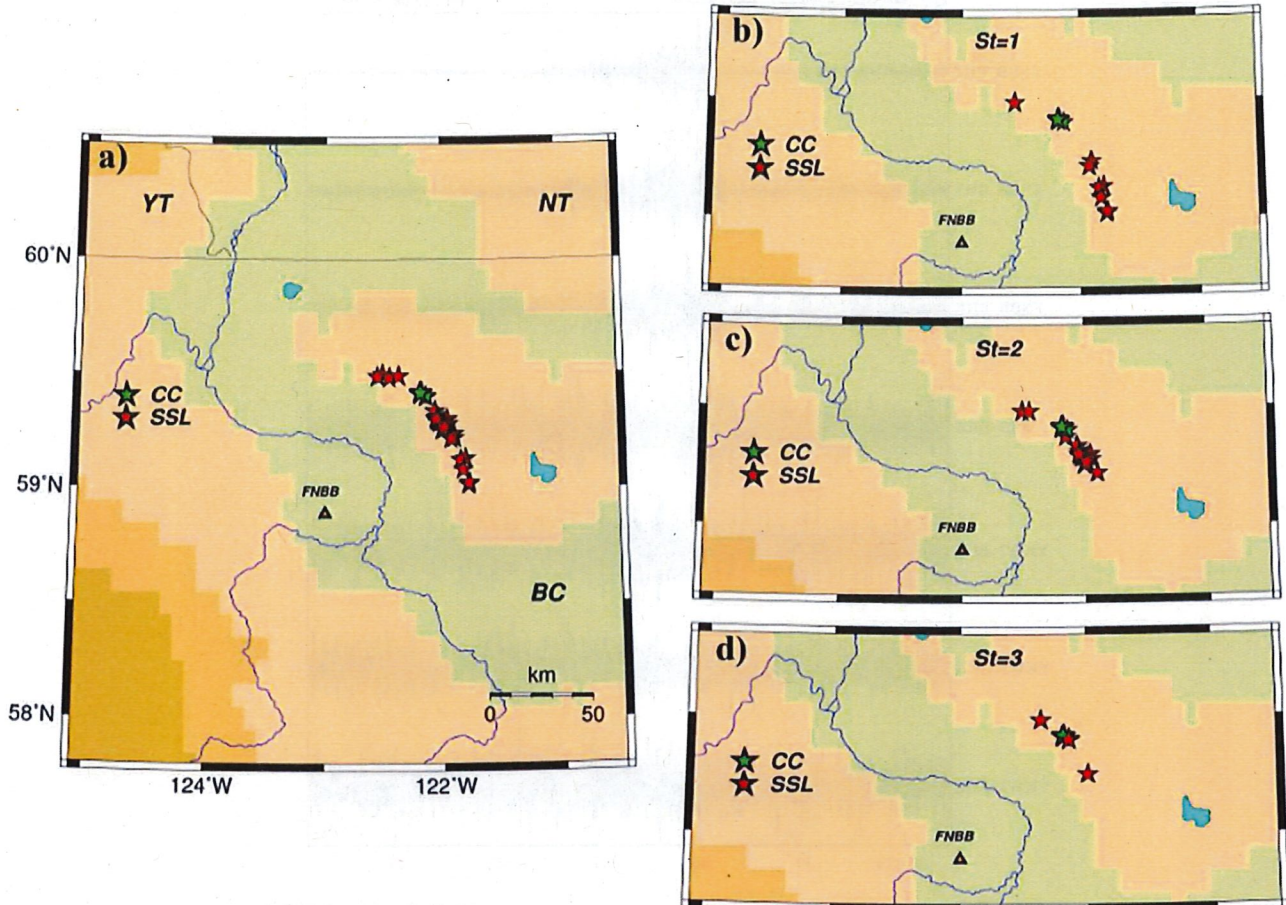 a)
YT
NT
60°N
CC
SSL
59°N
FNBB
BC
km
0 50
58°N
124°W 122°W
b)
St=1
CC
SSL
FNBB
c)
St=2
CC
SSL
FNBB
d)
St=3
CC
SSL
FNBB